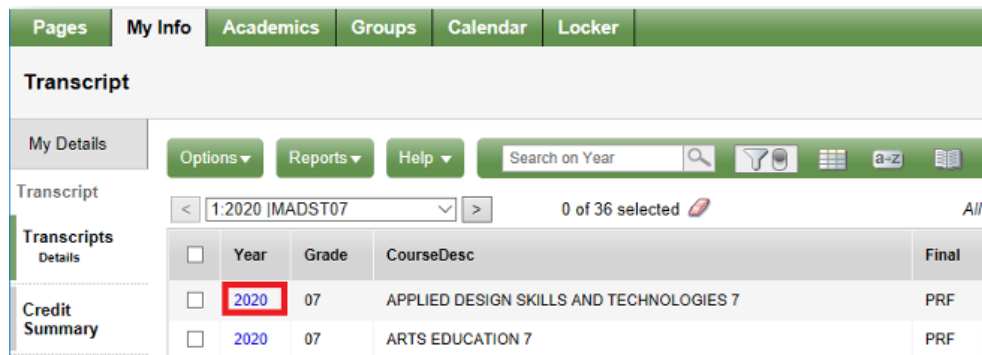 Pages My Info Academics Groups Calendar Locker
Transcript
My Details
Options Reports Help Search on Year a-z
Transcript
< 1:2020 |MADST07 > 0 of 36 selected All
Transcripts
Details
Year Grade CourseDesc Final
2020 07 APPLIED DESIGN SKILLS AND TECHNOLOGIES 7 PRF
Credit
Summary
2020 07 ARTS EDUCATION 7 PRF